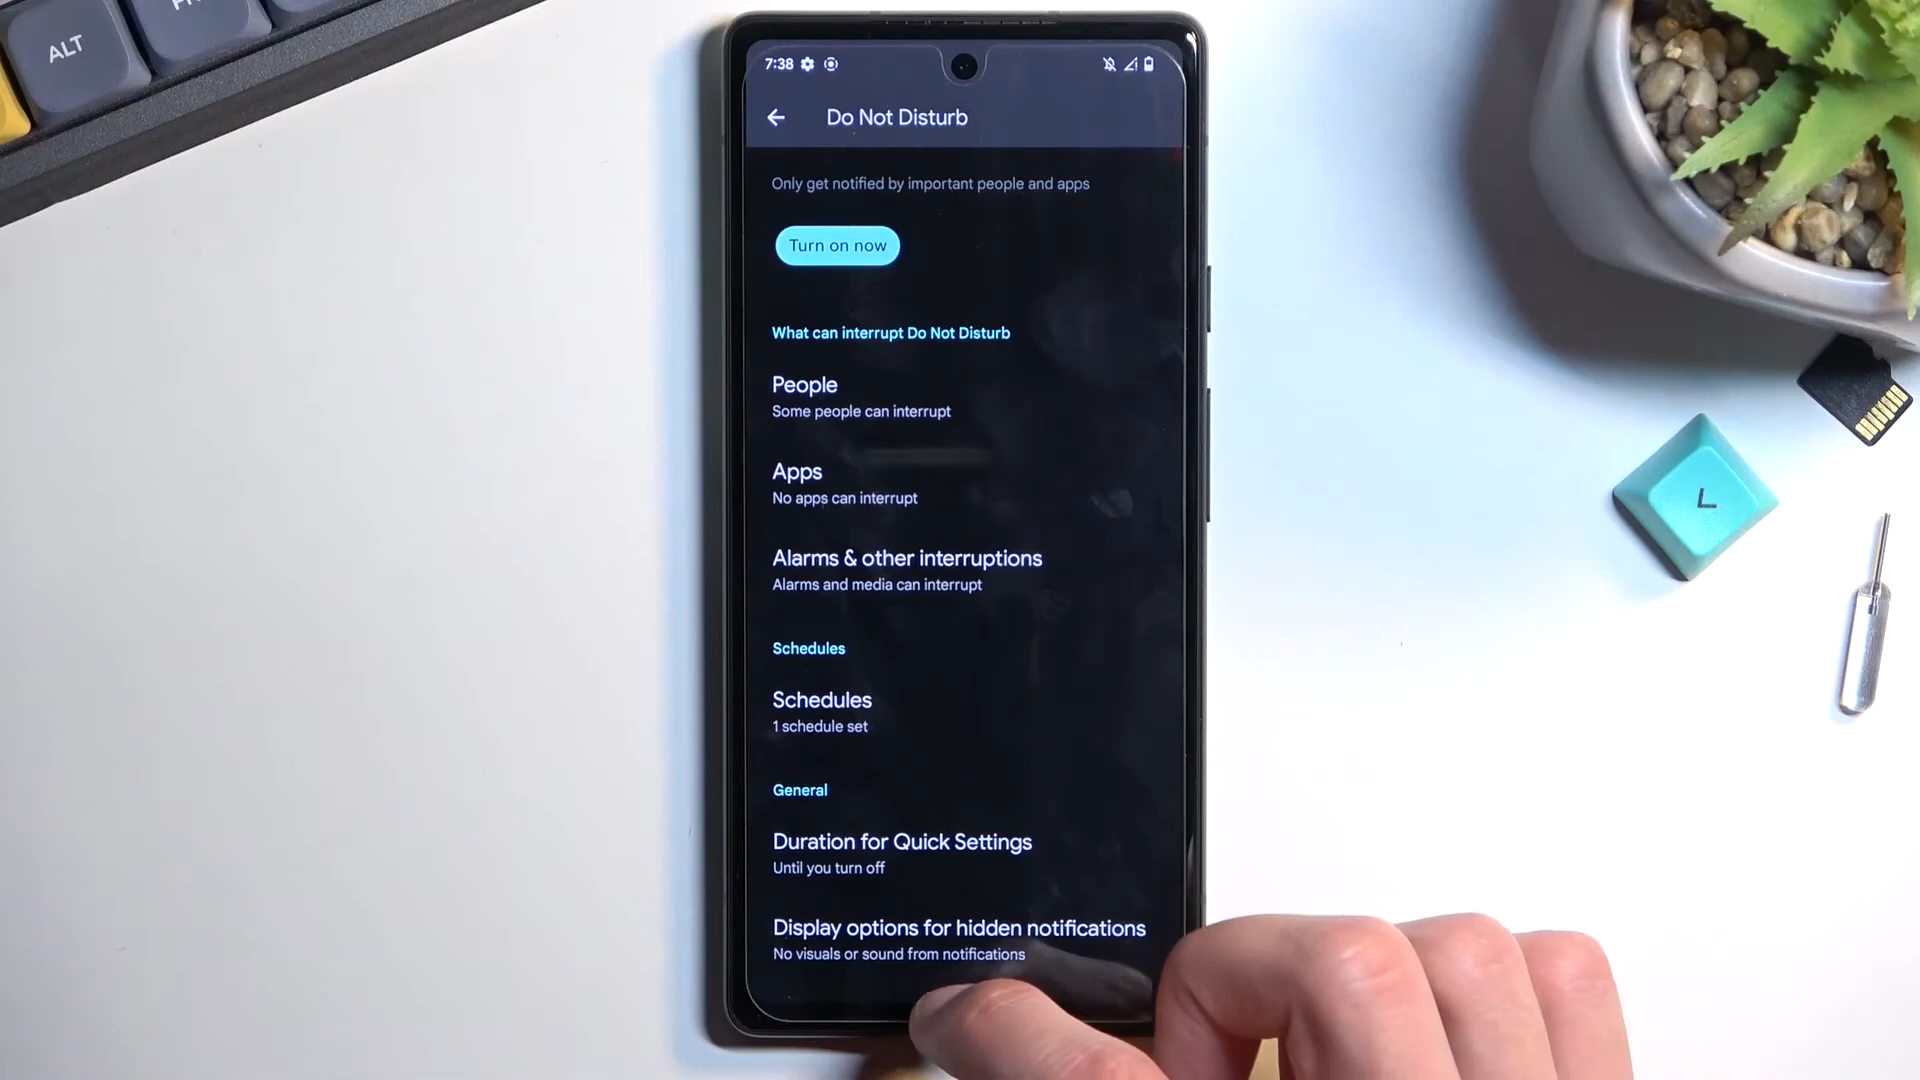 ALT
7:38
Do Not Disturb
Only get notified by important people and apps
Turn on now
What can interrupt Do Not Disturb
People
Some people can interrupt
Apps
No apps can interrupt
Alarms & other interruptions
Alarms and media can interrupt
Schedules
Schedules
1 schedule set
General
Duration for Quick Settings
Until you turn off
Display options for hidden notifications
No visuals or sound from notifications